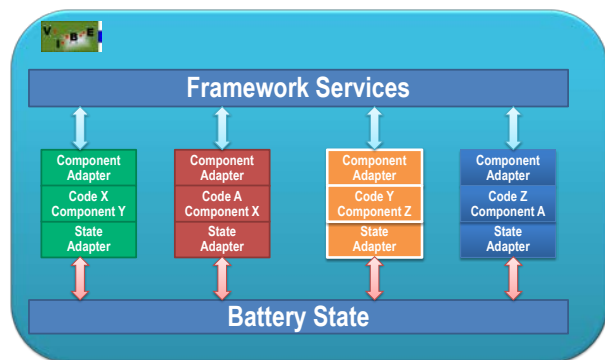 V I B E
Framework Services
Component
Adapter
Code X
Component Y
State
Adapter
Component
Adapter
Code A
Component X
State
Adapter
Component
Adapter
Code Y
Component Z
State
Adapter
Component
Adapter
Code Z
Component A
State
Adapter
Battery State